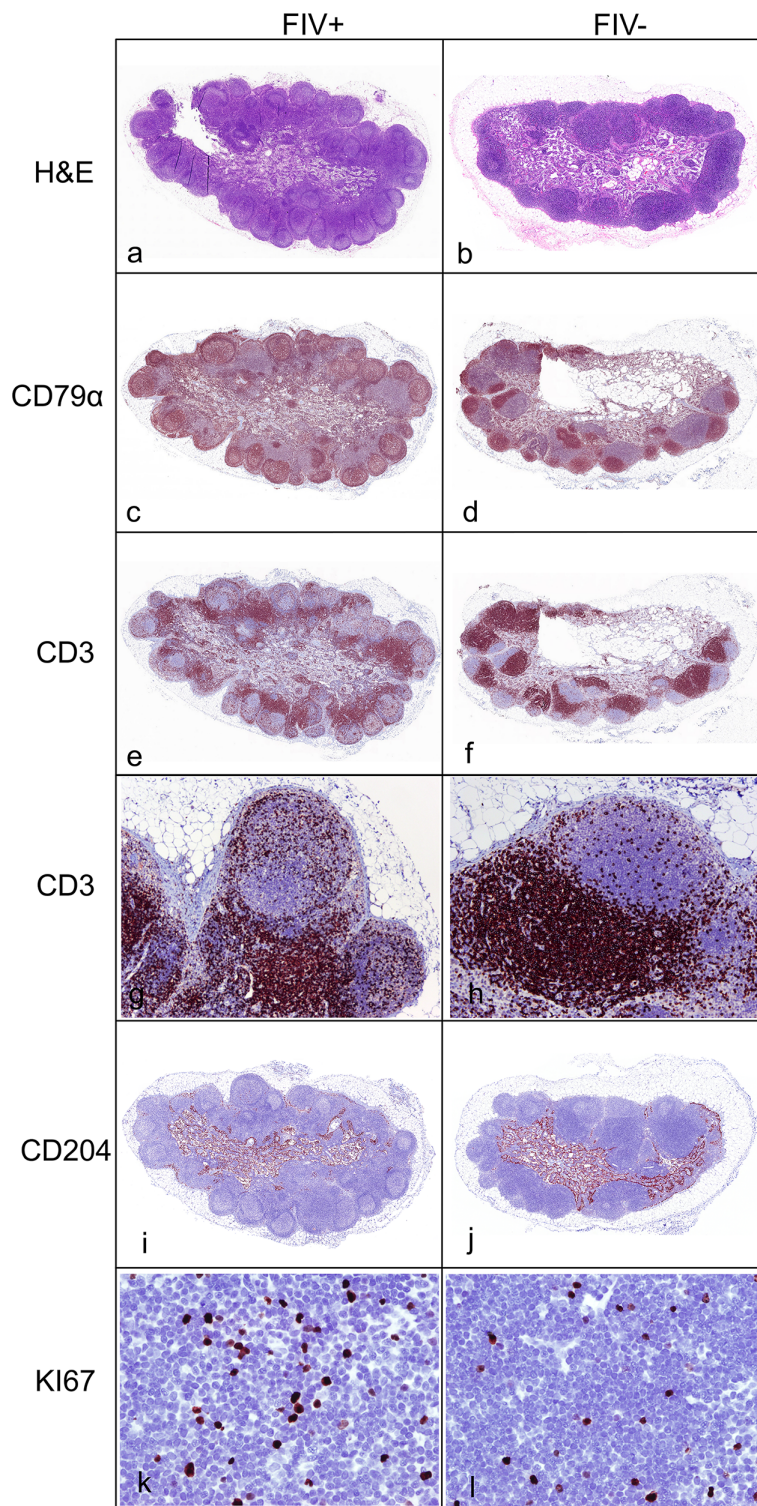 FIV+ FIV-
H&E
a b
CD79α
c d
CD3
e f
CD3
g h
CD204
i j
KI67
k l